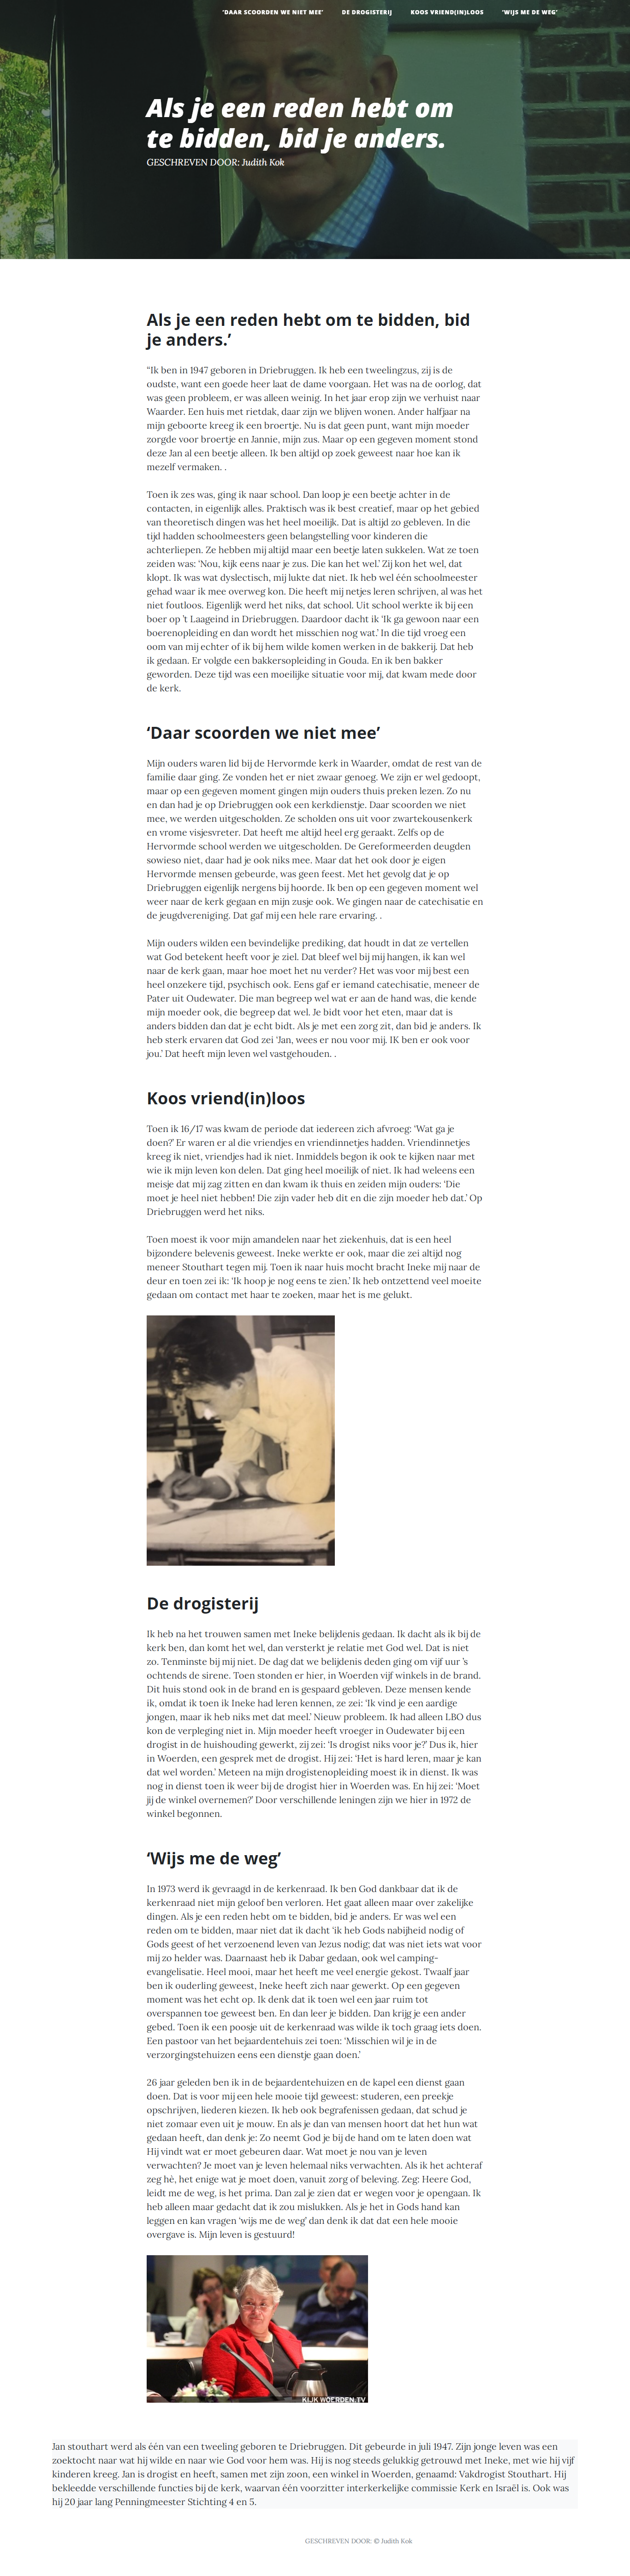 'DAAR SCOORDEN WE NIET MEE'
DE DROGISTERIJ
KOOS VRIEND(IN)LOOS
'WIJS ME DE WEG'
Als je een reden hebt om
te bidden, bid je anders.
GESCHREVEN DOOR: Judith Kok
Als je een reden hebt om te bidden, bid
je anders.’
“Ik ben in 1947 geboren in Driebruggen. Ik heb een tweelingzus, zij is de
oudste, want een goede heer laat de dame voorgaan. Het was na de oorlog, dat
was geen probleem, er was alleen weinig. In het jaar erop zijn we verhuist naar
Waarder. Een huis met rietdak, daar zijn we blijven wonen. Ander halfjaar na
mijn geboorte kreeg ik een broertje. Nu is dat geen punt, want mijn moeder
zorgde voor broertje en Jannie, mijn zus. Maar op een gegeven moment stond
deze Jan al een beetje alleen. Ik ben altijd op zoek geweest naar hoe kan ik
mezelf vermaken. .
Toen ik zes was, ging ik naar school. Dan loop je een beetje achter in de
contacten, in eigenlijk alles. Praktisch was ik best creatief, maar op het gebied
van theoretisch dingen was het heel moeilijk. Dat is altijd zo gebleven. In die
tijd hadden schoolmeesters geen belangstelling voor kinderen die
achterliepen. Ze hebben mij altijd maar een beetje laten sukkelen. Wat ze toen
zeiden was: ‘Nou, kijk eens naar je zus. Die kan het wel.’ Zij kon het wel, dat
klopt. Ik was wat dyslectisch, mij lukte dat niet. Ik heb wel één schoolmeester
gehad waar ik mee overweg kon. Die heeft mij netjes leren schrijven, al was het
niet foutloos. Eigenlijk werd het niks, dat school. Uit school werkte ik bij een
boer op ’t Laageind in Driebruggen. Daardoor dacht ik ‘Ik ga gewoon naar een
boerenopleiding en dan wordt het misschien nog wat.’ In die tijd vroeg een
oom van mij echter of ik bij hem wilde komen werken in de bakkerij. Dat heb
ik gedaan. Er volgde een bakkersopleiding in Gouda. En ik ben bakker
geworden. Deze tijd was een moeilijke situatie voor mij, dat kwam mede door
de kerk.
‘Daar scoorden we niet mee’
Mijn ouders waren lid bij de Hervormde kerk in Waarder, omdat de rest van de
familie daar ging. Ze vonden het er niet zwaar genoeg. We zijn er wel gedoopt,
maar op een gegeven moment gingen mijn ouders thuis preken lezen. Zo nu
en dan had je op Driebruggen ook een kerkdienstje. Daar scoorden we niet
mee, we werden uitgescholden. Ze scholden ons uit voor zwartekousenkerk
en vrome visjesvreter. Dat heeft me altijd heel erg geraakt. Zelfs op de
Hervormde school werden we uitgescholden. De Gereformeerden deugden
sowieso niet, daar had je ook niks mee. Maar dat het ook door je eigen
Hervormde mensen gebeurde, was geen feest. Met het gevolg dat je op
Driebruggen eigenlijk nergens bij hoorde. Ik ben op een gegeven moment wel
weer naar de kerk gegaan en mijn zusje ook. We gingen naar de catechisatie en
de jeugdvereniging. Dat gaf mij een hele rare ervaring. .
Mijn ouders wilden een bevindelijke prediking, dat houdt in dat ze vertellen
wat God betekent heeft voor je ziel. Dat bleef wel bij mij hangen, ik kan wel
naar de kerk gaan, maar hoe moet het nu verder? Het was voor mij best een
heel onzekere tijd, psychisch ook. Eens gaf er iemand catechisatie, meneer de
Pater uit Oudewater. Die man begreep wel wat er aan de hand was, die kende
mijn moeder ook, die begreep dat wel. Je bidt voor het eten, maar dat is
anders bidden dan dat je echt bidt. Als je met een zorg zit, dan bid je anders. Ik
heb sterk ervaren dat God zei ‘Jan, wees er nou voor mij. IK ben er ook voor
jou.’ Dat heeft mijn leven wel vastgehouden. .
Koos vriend(in)loos
Toen ik 16/17 was kwam de periode dat iedereen zich afvroeg: ‘Wat ga je
doen?’ Er waren er al die vriendjes en vriendinnetjes hadden. Vriendinnetjes
kreeg ik niet, vriendjes had ik niet. Inmiddels begon ik ook te kijken naar met
wie ik mijn leven kon delen. Dat ging heel moeilijk of niet. Ik had weleens een
meisje dat mij zag zitten en dan kwam ik thuis en zeiden mijn ouders: ‘Die
moet je heel niet hebben! Die zijn vader heb dit en die zijn moeder heb dat.’ Op
Driebruggen werd het niks.
Toen moest ik voor mijn amandelen naar het ziekenhuis, dat is een heel
bijzondere belevenis geweest. Ineke werkte er ook, maar die zei altijd nog
meneer Stouthart tegen mij. Toen ik naar huis mocht bracht Ineke mij naar de
deur en toen zei ik: ‘Ik hoop je nog eens te zien.’ Ik heb ontzettend veel moeite
gedaan om contact met haar te zoeken, maar het is me gelukt.
De drogisterij
Ik heb na het trouwen samen met Ineke belijdenis gedaan. Ik dacht als ik bij de
kerk ben, dan komt het wel, dan versterkt je relatie met God wel. Dat is niet
zo. Tenminste bij mij niet. De dag dat we belijdenis deden ging om vijf uur ’s
ochtends de sirene. Toen stonden er hier, in Woerden vijf winkels in de brand.
Dit huis stond ook in de brand en is gespaard gebleven. Deze mensen kende
ik, omdat ik toen ik Ineke had leren kennen, ze zei: ‘Ik vind je een aardige
jongen, maar ik heb niks met dat meel.’ Nieuw probleem. Ik had alleen LBO dus
kon de verpleging niet in. Mijn moeder heeft vroeger in Oudewater bij een
drogist in de huishouding gewerkt, zij zei: ‘Is drogist niks voor je?’ Dus ik, hier
in Woerden, een gesprek met de drogist. Hij zei: ‘Het is hard leren, maar je kan
dat wel worden.’ Meteen na mijn drogistenopleiding moest ik in dienst. Ik was
nog in dienst toen ik weer bij de drogist hier in Woerden was. En hij zei: ‘Moet
jij de winkel overnemen?’ Door verschillende leningen zijn we hier in 1972 de
winkel begonnen.
‘Wijs me de weg’
In 1973 werd ik gevraagd in de kerkenraad. Ik ben God dankbaar dat ik de
kerkenraad niet mijn geloof ben verloren. Het gaat alleen maar over zakelijke
dingen. Als je een reden hebt om te bidden, bid je anders. Er was wel een
reden om te bidden, maar niet dat ik dacht ‘ik heb Gods nabijheid nodig of
Gods geest of het verzoenend leven van Jezus nodig; dat was niet iets wat voor
mij zo helder was. Daarnaast heb ik Dabar gedaan, ook wel camping-
evangelisatie. Heel mooi, maar het heeft me veel energie gekost. Twaalf jaar
ben ik ouderling geweest, Ineke heeft zich naar gewerkt. Op een gegeven
moment was het echt op. Ik denk dat ik toen wel een jaar ruim tot
overspannen toe geweest ben. En dan leer je bidden. Dan krijg je een ander
gebed. Toen ik een poosje uit de kerkenraad was wilde ik toch graag iets doen.
Een pastoor van het bejaardentehuis zei toen: ‘Misschien wil je in de
verzorgingstehuizen eens een dienstje gaan doen.’
26 jaar geleden ben ik in de bejaardentehuizen en de kapel een dienst gaan
doen. Dat is voor mij een hele mooie tijd geweest: studeren, een preekje
opschrijven, liederen kiezen. Ik heb ook begrafenissen gedaan, dat schud je
niet zomaar even uit je mouw. En als je dan van mensen hoort dat het hun wat
gedaan heeft, dan denk je: Zo neemt God je bij de hand om te laten doen wat
Hij vindt wat er moet gebeuren daar. Wat moet je nou van je leven
verwachten? Je moet van je leven helemaal niks verwachten. Als ik het achteraf
zeg hè, het enige wat je moet doen, vanuit zorg of beleving. Zeg: Heere God,
leidt me de weg, is het prima. Dan zal je zien dat er wegen voor je opengaan. Ik
heb alleen maar gedacht dat ik zou mislukken. Als je het in Gods hand kan
leggen en kan vragen ‘wijs me de weg’ dan denk ik dat dat een hele mooie
overgave is. Mijn leven is gestuurd!
KIJK WOERDEN.TV
Jan stouthart werd als één van een tweeling geboren te Driebruggen. Dit gebeurde in juli 1947. Zijn jonge leven was een
zoektocht naar wat hij wilde en naar wie God voor hem was. Hij is nog steeds gelukkig getrouwd met Ineke, met wie hij vijf
kinderen kreeg. Jan is drogist en heeft, samen met zijn zoon, een winkel in Woerden, genaamd: Vakdrogist Stouthart. Hij
bekleedde verschillende functies bij de kerk, waarvan één voorzitter interkerkelijke commissie Kerk en Israël is. Ook was
hij 20 jaar lang Penningmeester Stichting 4 en 5.
GESCHREVEN DOOR: © Judith Kok